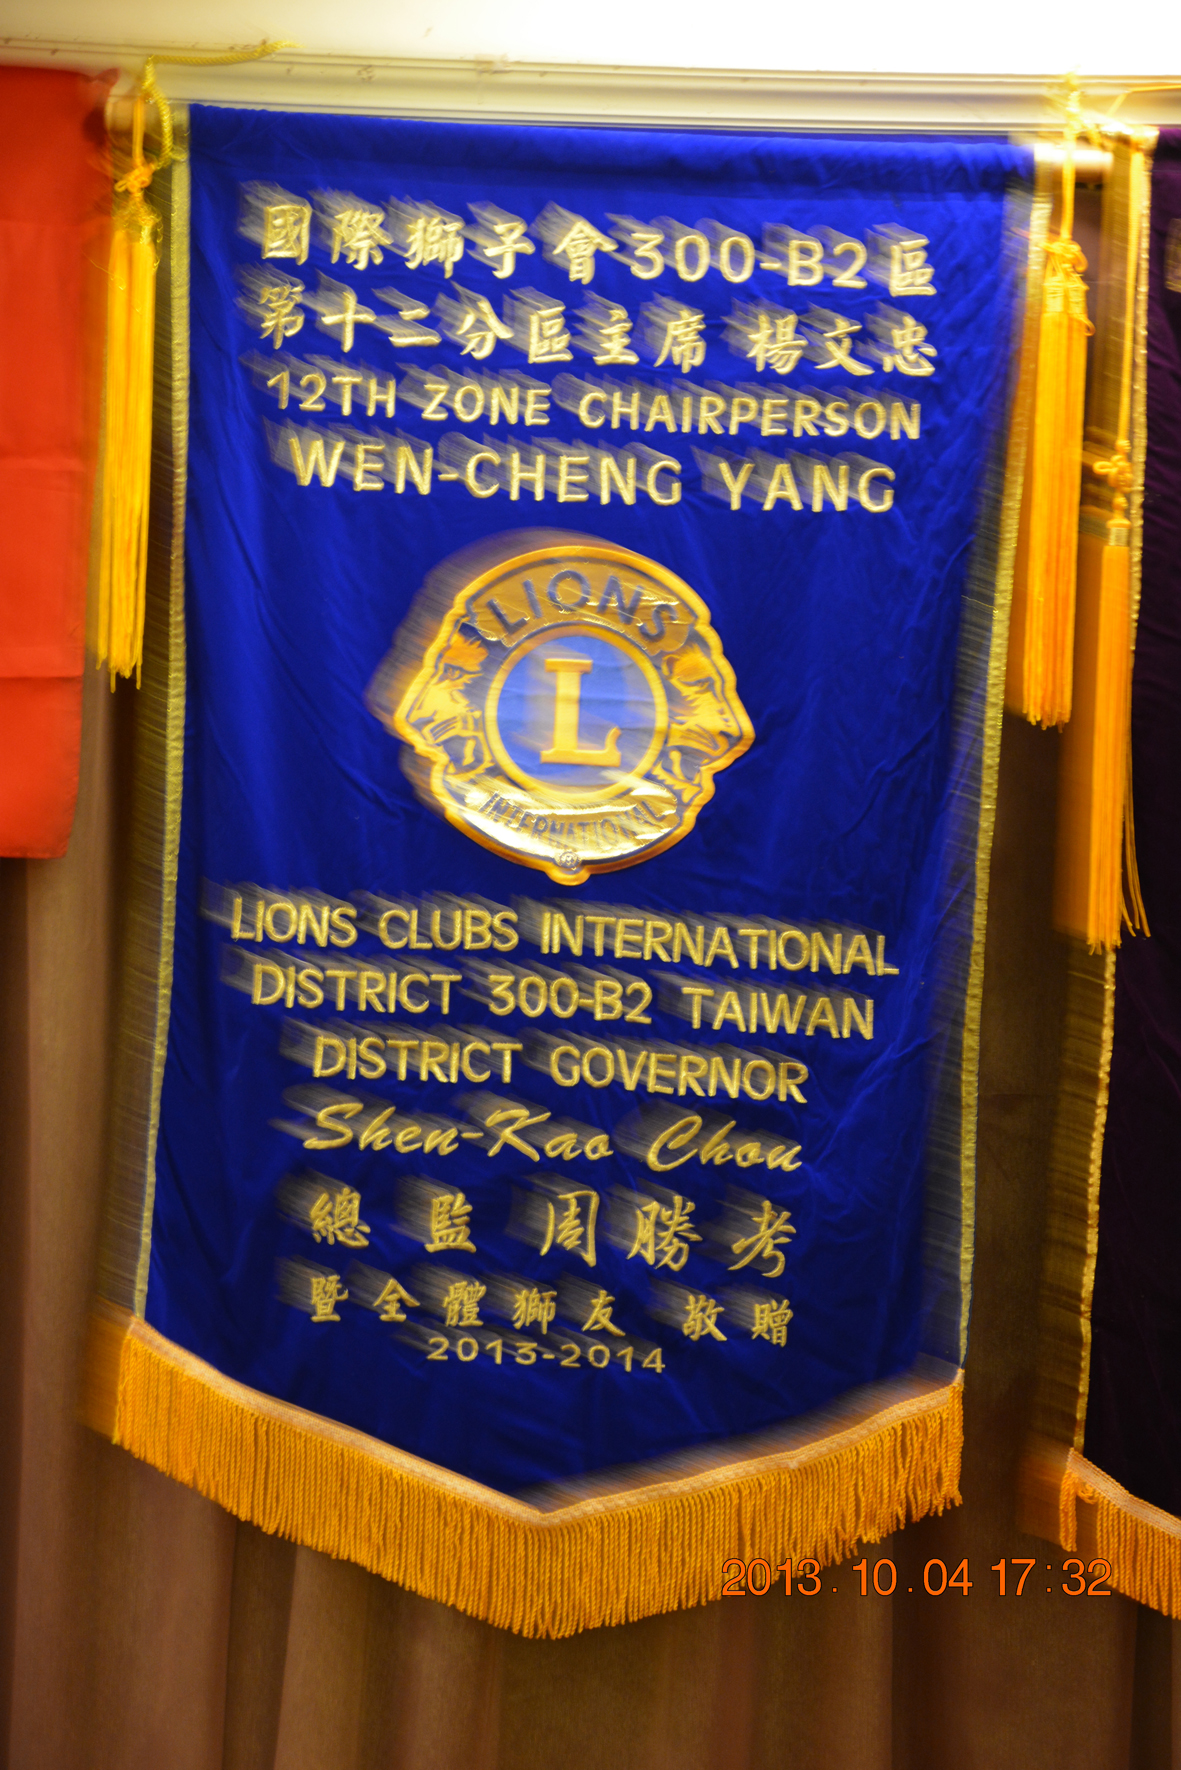 國際獅子會300-B2區
第十二分區主席 楊文忠
12TH ZONE CHAIRPERSON
WEN-CHENG YANG
LIONS
L
INTERNATIONAL
®
LIONS CLUBS INTERNATIONAL
DISTRICT 300-B2 TAIWAN
DISTRICT GOVERNOR
Shen-Kao Chou
總監周勝考
暨全體獅友 敬贈
2013-2014
2013.10.04 17:32